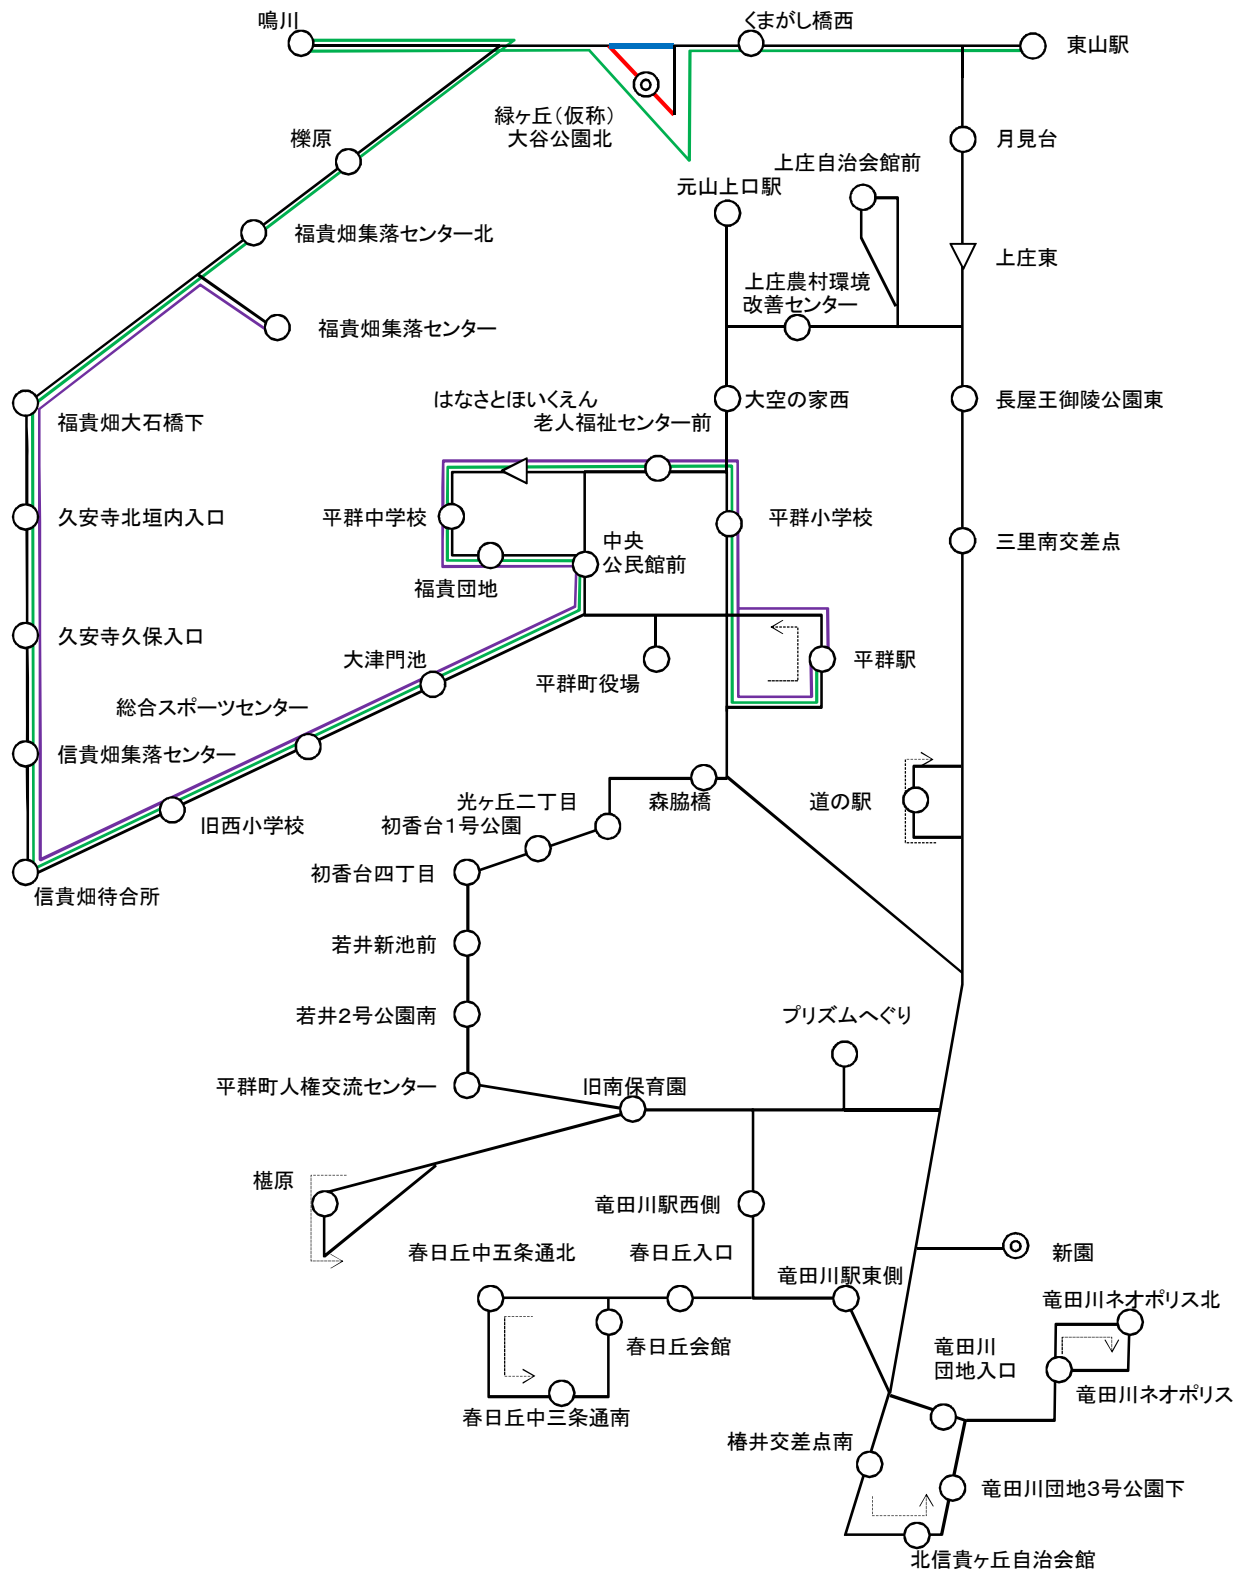 鳴川
くまがし橋西
東山駅
緑ヶ丘（仮称）
大谷公園北
櫟原
月見台
上庄自治会館前
元山上口駅
福貴畑集落センター北
上庄東
上庄農村環境
改善センター
福貴畑集落センター
はなさとほいくえん
老人福祉センター前
大空の家西
長屋王御陵公園東
福貴畑大石橋下
久安寺北垣内入口
平群中学校
平群小学校
中央
公民館前
三里南交差点
福貴団地
久安寺久保入口
大津門池
平群町役場
平群駅
総合スポーツセンター
信貴畑集落センター
旧西小学校
光ヶ丘二丁目
初香台１号公園
森脇橋
道の駅
初香台四丁目
信貴畑待合所
若井新池前
若井２号公園南
プリズムへぐり
平群町人権交流センター
旧南保育園
椹原
竜田川駅西側
春日丘中五条通北
春日丘入口
新園
竜田川駅東側
竜田川ネオポリス北
春日丘会館
竜田川
団地入口
竜田川ネオポリス
春日丘中三条通南
椿井交差点南
竜田川団地３号公園下
北信貴ヶ丘自治会館